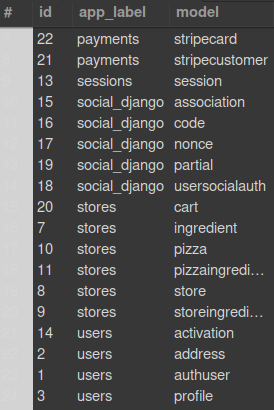 # id app_label model
22 payments stripecard
21 payments stripecustomer
13 sessions session
15 social_django association
16 social_django code
17 social_django nonce
19 social_django partial
18 social_django usersocialauth
20 stores cart
7 stores ingredient
10 stores pizza
11 stores pizzaingredi...
8 stores store
9 stores storeingredi...
14 users activation
2 users address
1 users authuser
3 users profile